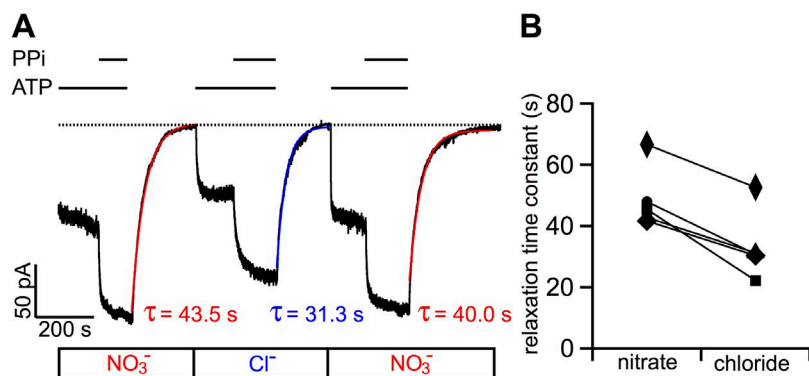 A
PPi
ATP
50 pA
200 s
τ = 43.5 s
τ = 31.3 s
τ = 40.0 s
NO₃⁻
Cl⁻
NO₃⁻
B
relaxation time constant (s)
80
60
40
20
0
nitrate
chloride